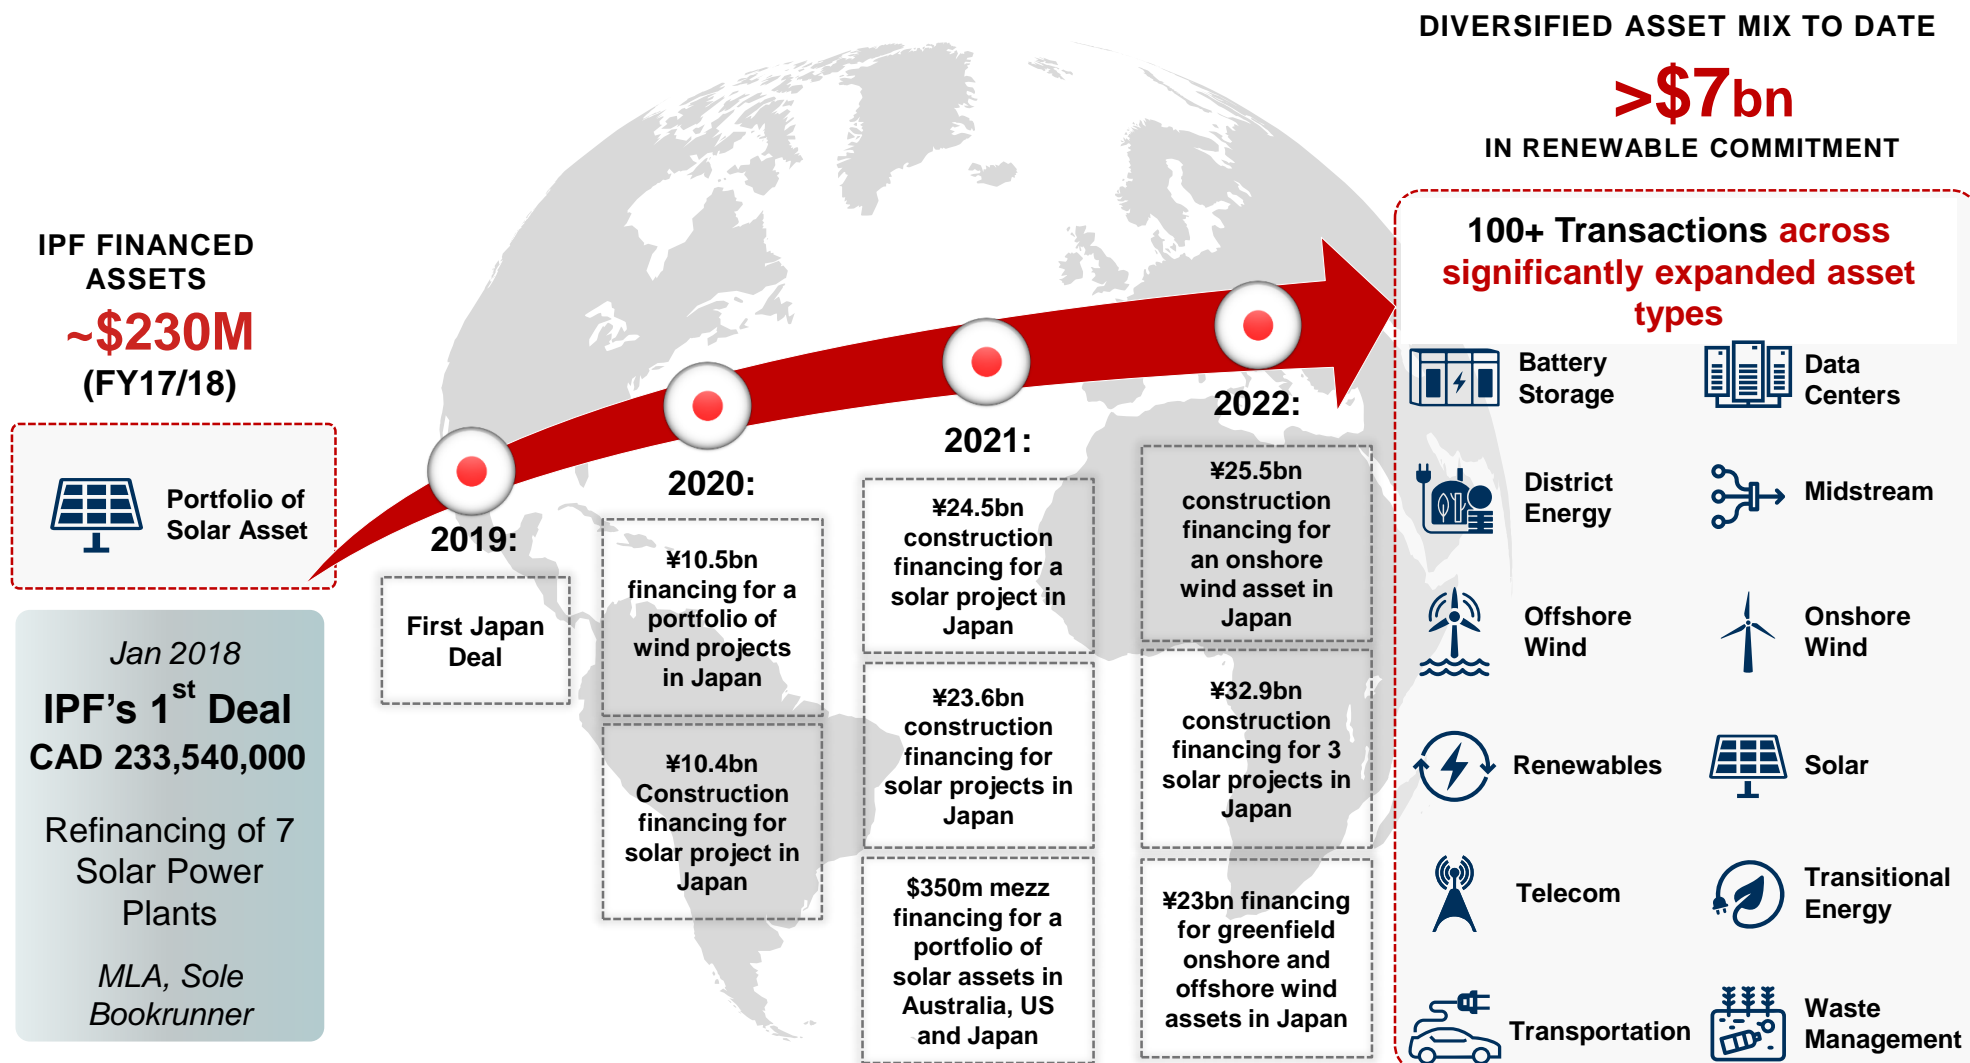 IPF FINANCED
ASSETS
~$230M
(FY17/18)
Portfolio of
Solar Asset
Jan 2018
IPF's 1st Deal
CAD 233,540,000
Refinancing of 7
Solar Power
Plants
MLA, Sole
Bookrunner
2019:
First Japan
Deal
2020:
¥10.5bn
financing for a
portfolio of
wind projects
in Japan
¥10.4bn
Construction
financing for
solar project in
Japan
2021:
¥24.5bn
construction
financing for a
solar project in
Japan
¥23.6bn
construction
financing for
solar projects in
Japan
$350m mezz
financing for a
portfolio of
solar assets in
Australia, US
and Japan
2022:
¥25.5bn
construction
financing for
an onshore
wind asset in
Japan
¥32.9bn
construction
financing for 3
solar projects in
Japan
¥23bn financing
for greenfield
onshore and
offshore wind
assets in Japan
DIVERSIFIED ASSET MIX TO DATE
>$7bn
IN RENEWABLE COMMITMENT
100+ Transactions across
significantly expanded asset
types
Battery
Storage
Data
Centers
District
Energy
Midstream
Offshore
Wind
Onshore
Wind
Renewables
Solar
Telecom
Transitional
Energy
Transportation
Waste
Management